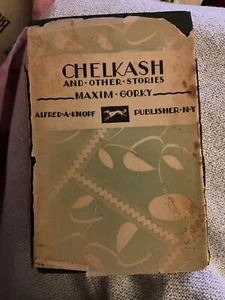 CHELKASH
AND·OTHER·STORIES
MAXIM·GORKY
ALFRED·A·KNOPF PUBLISHER·N·Y